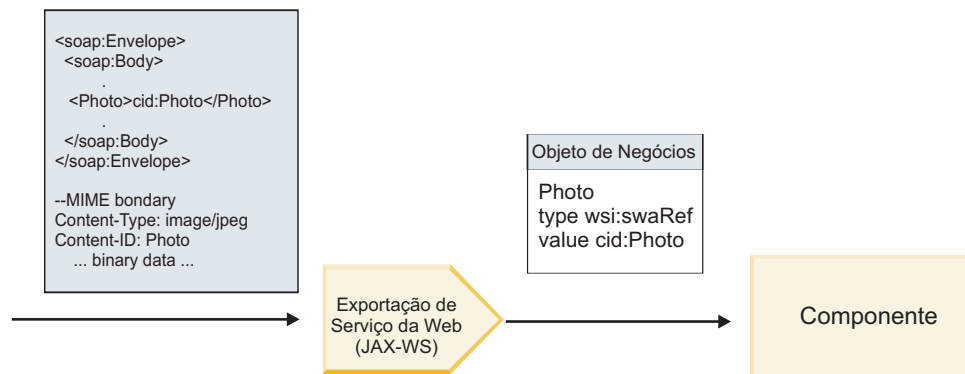 <soap:Envelope>
<soap:Body>
.
<Photo>cid:Photo</Photo>
.
</soap:Body>
</soap:Envelope>
--MIME bondary
Content-Type: image/jpeg
Content-ID: Photo
... binary data ...
Objeto de Negócios
Photo
type wsi:swaRef
value cid:Photo
Exportação de
Serviço da Web
(JAX-WS)
Componente